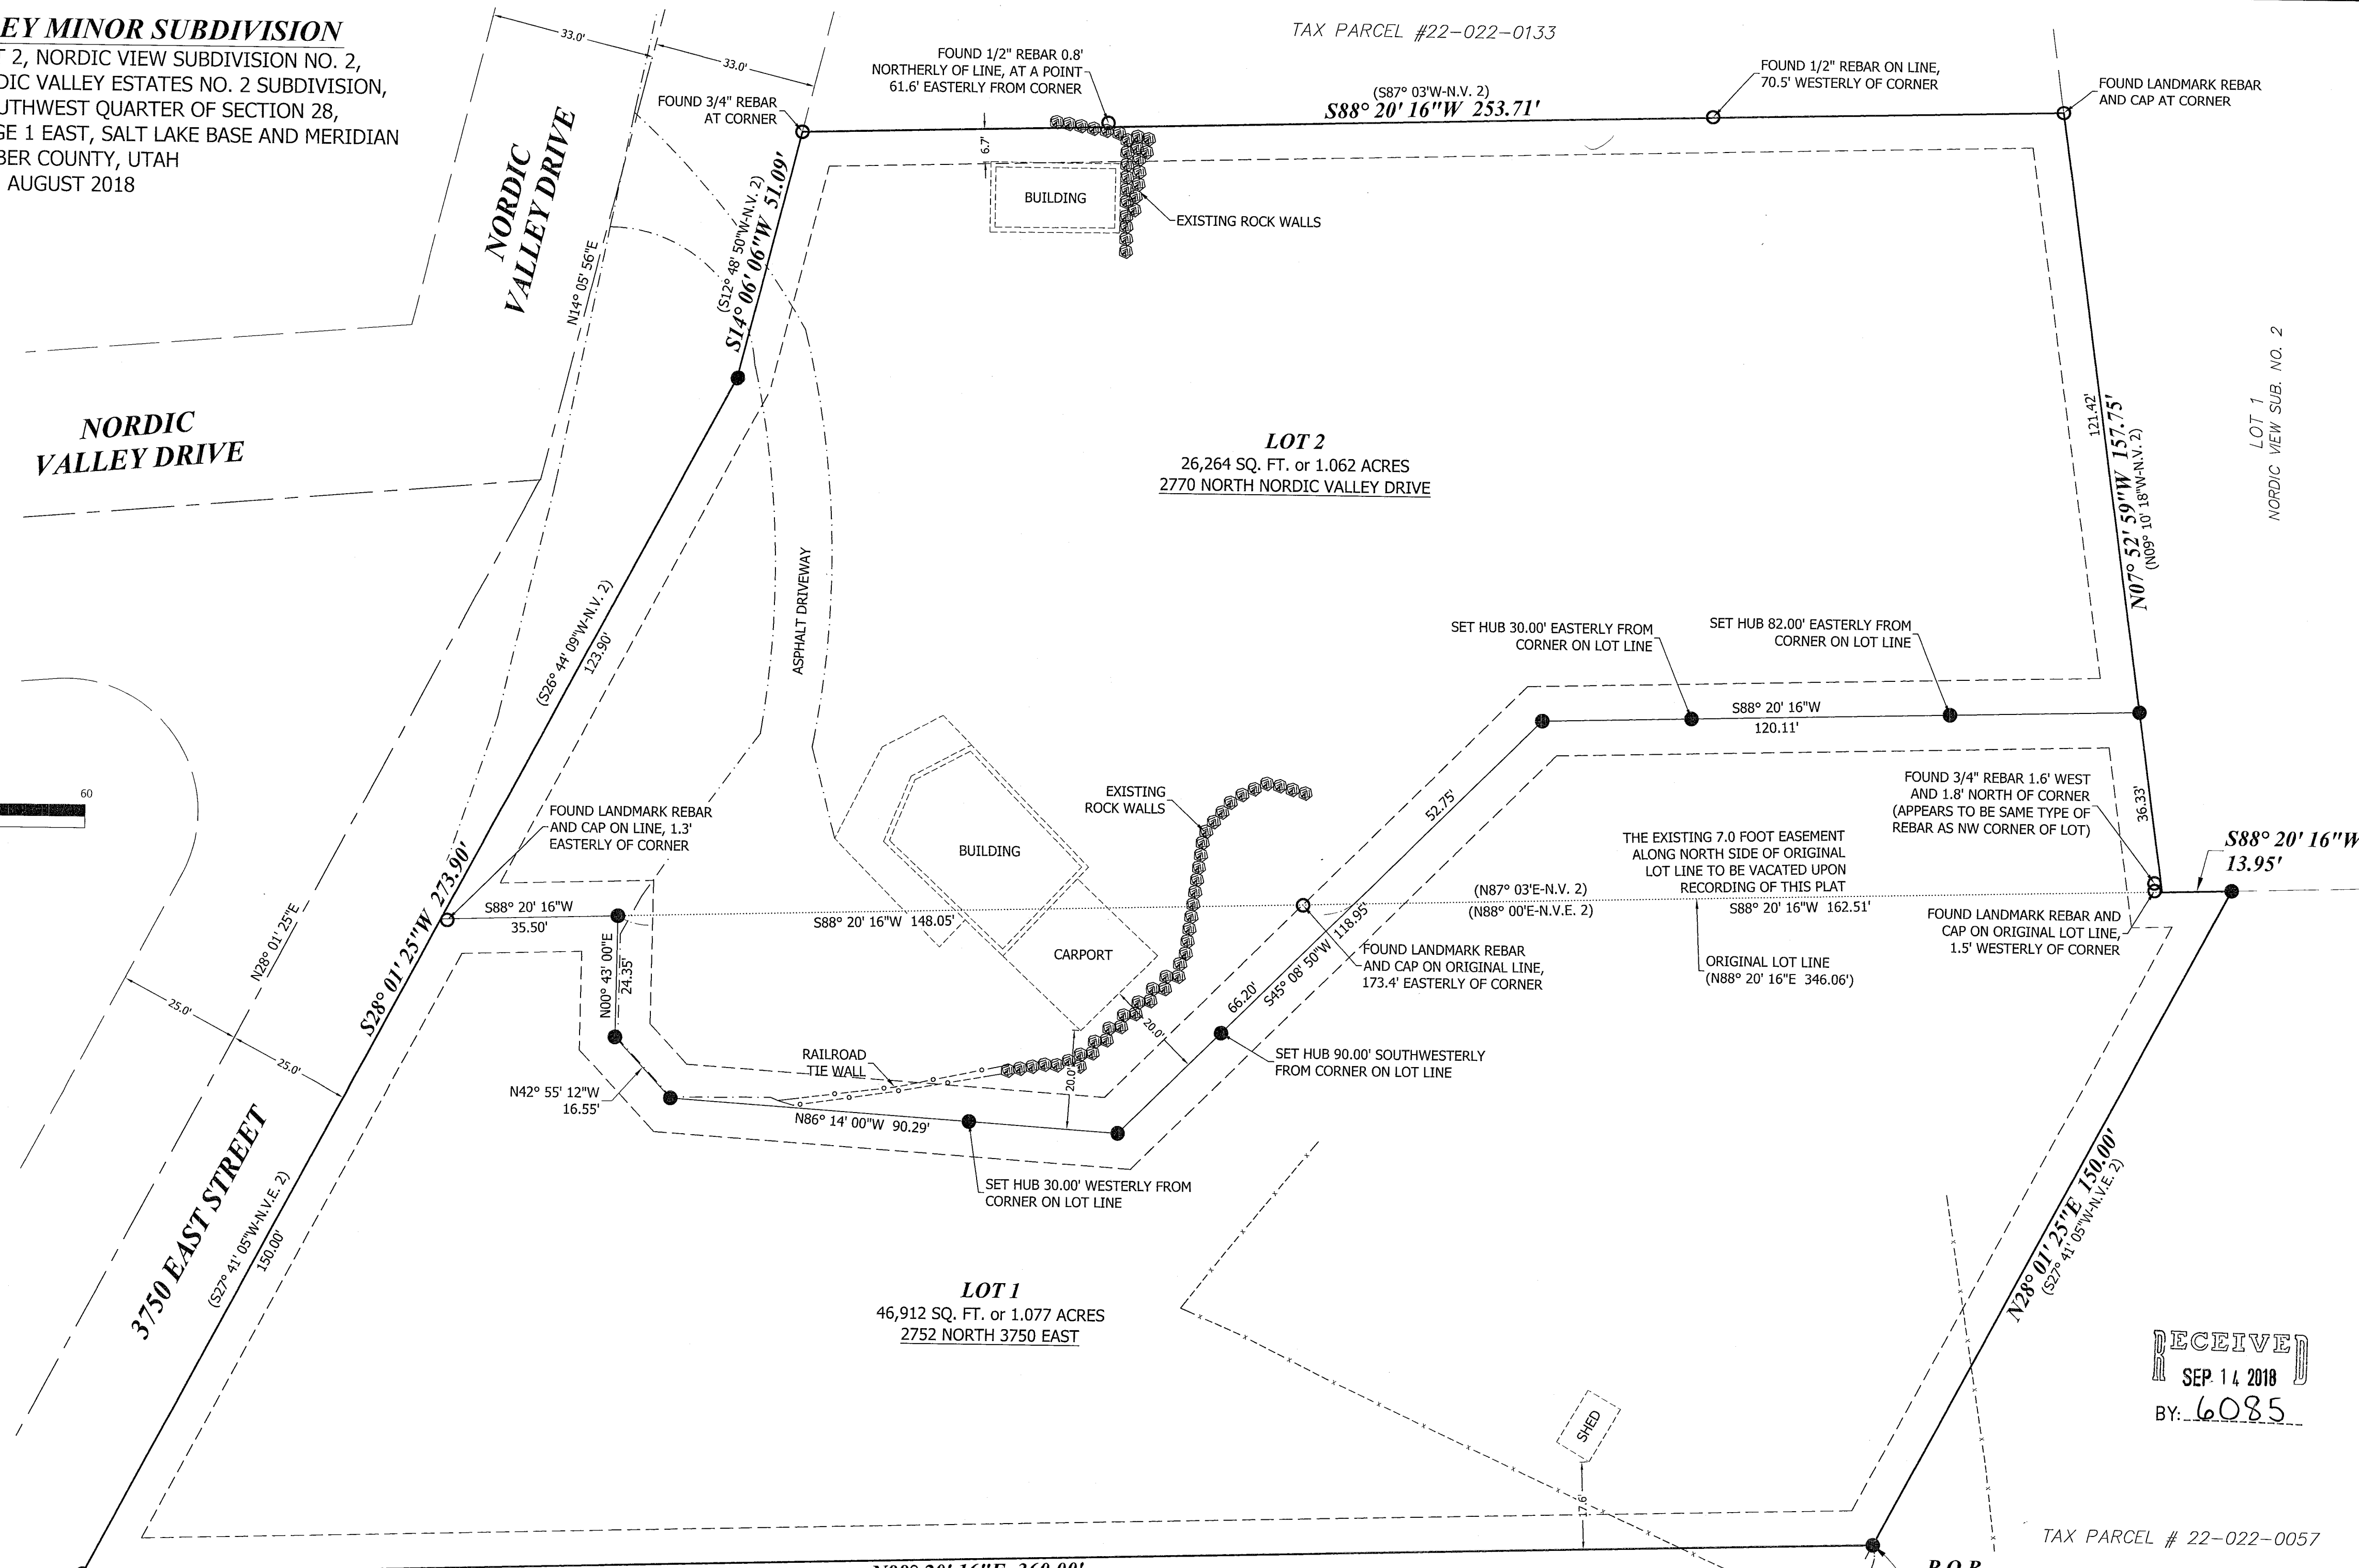 EY MINOR SUBDIVISION
T 2, NORDIC VIEW SUBDIVISION NO. 2,
DIC VALLEY ESTATES NO. 2 SUBDIVISION,
UTHWEST QUARTER OF SECTION 28,
GE 1 EAST, SALT LAKE BASE AND MERIDIAN
BER COUNTY, UTAH
AUGUST 2018
33.0'
33.0'
TAX PARCEL #22-022-0133
FOUND 1/2" REBAR 0.8'
NORTHERLY OF LINE, AT A POINT
61.6' EASTERLY FROM CORNER
FOUND 3/4" REBAR
AT CORNER
(S87° 03'W-N.V. 2)
S88° 20' 16"W 253.71'
FOUND 1/2" REBAR ON LINE,
70.5' WESTERLY OF CORNER
FOUND LANDMARK REBAR
AND CAP AT CORNER
6.7'
BUILDING
EXISTING ROCK WALLS
NORDIC
VALLEY DRIVE
N14° 05' 56"E
(S12° 48' 50"W-N.V. 2)
S14° 06' 06"W 51.09'
NORDIC
VALLEY DRIVE
LOT 2
26,264 SQ. FT. or 1.062 ACRES
2770 NORTH NORDIC VALLEY DRIVE
121.42'
N07° 52' 59"W 157.75'
(N09° 10' 18"W-N.V. 2)
LOT 1
NORDIC VIEW SUB. NO. 2
(S26° 44' 09"W-N.V. 2)
123.90'
ASPHALT DRIVEWAY
SET HUB 30.00' EASTERLY FROM
CORNER ON LOT LINE
SET HUB 82.00' EASTERLY FROM
CORNER ON LOT LINE
S88° 20' 16"W
120.11'
60
FOUND LANDMARK REBAR
AND CAP ON LINE, 1.3'
EASTERLY OF CORNER
BUILDING
EXISTING
ROCK WALLS
52.75'
FOUND 3/4" REBAR 1.6' WEST
AND 1.8' NORTH OF CORNER
(APPEARS TO BE SAME TYPE OF
REBAR AS NW CORNER OF LOT)
36.33'
THE EXISTING 7.0 FOOT EASEMENT
ALONG NORTH SIDE OF ORIGINAL
LOT LINE TO BE VACATED UPON
RECORDING OF THIS PLAT
S88° 20' 16"W
13.95'
S28° 01' 25"W 273.90'
S88° 20' 16"W
35.50'
S88° 20' 16"W 148.05'
(N87° 03'E-N.V. 2)
(N88° 00'E-N.V.E. 2)
S88° 20' 16"W 162.51'
FOUND LANDMARK REBAR AND
CAP ON ORIGINAL LOT LINE,
1.5' WESTERLY OF CORNER
N00° 43' 00"E
24.35'
CARPORT
FOUND LANDMARK REBAR
AND CAP ON ORIGINAL LINE,
173.4' EASTERLY OF CORNER
ORIGINAL LOT LINE
(N88° 20' 16"E 346.06')
N28° 01' 25"E
25.0'
25.0'
S45° 08' 50"W 118.95'
66.20'
20.0'
20.0'
RAILROAD
TIE WALL
SET HUB 90.00' SOUTHWESTERLY
FROM CORNER ON LOT LINE
N42° 55' 12"W
16.55'
N86° 14' 00"W 90.29'
SET HUB 30.00' WESTERLY FROM
CORNER ON LOT LINE
3750 EAST STREET
(S27° 41' 05"W-N.V.E. 2)
150.00'
N28° 01' 25"E 150.00'
(S27° 41' 05"W-N.V.E. 2)
LOT 1
46,912 SQ. FT. or 1.077 ACRES
2752 NORTH 3750 EAST
RECEIVED
SEP 14 2018
BY: 6085
SHED
17.6'
TAX PARCEL # 22-022-0057
N88° 20' 16"E 360.00'
P.O.B.